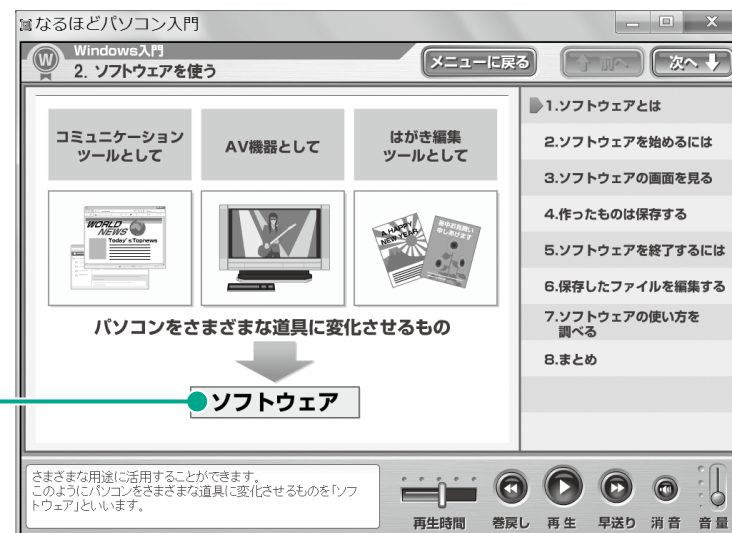 なるほどパソコン入門
W
Windows入門
2. ソフトウェアを使う
メニューに戻る
前へ
次へ
コミュニケーション
ツールとして
AV機器として
はがき編集
ツールとして
WORLD
NEWS
Today'sTopnews
A HAPPY
NEW YEAR
暑中お見舞い
申しあげます
パソコンをさまざまな道具に変化させるもの
ソフトウェア
1.ソフトウェアとは
2.ソフトウェアを始めるには
3.ソフトウェアの画面を見る
4.作ったものは保存する
5.ソフトウェアを終了するには
6.保存したファイルを編集する
7.ソフトウェアの使い方を
調べる
8.まとめ
さまざまな用途に活用することができます。
このようにパソコンをさまざまな道具に変化させるものを「ソフ
トウェア」といいます。
再生時間
巻戻し
再生
早送り
消音
音量